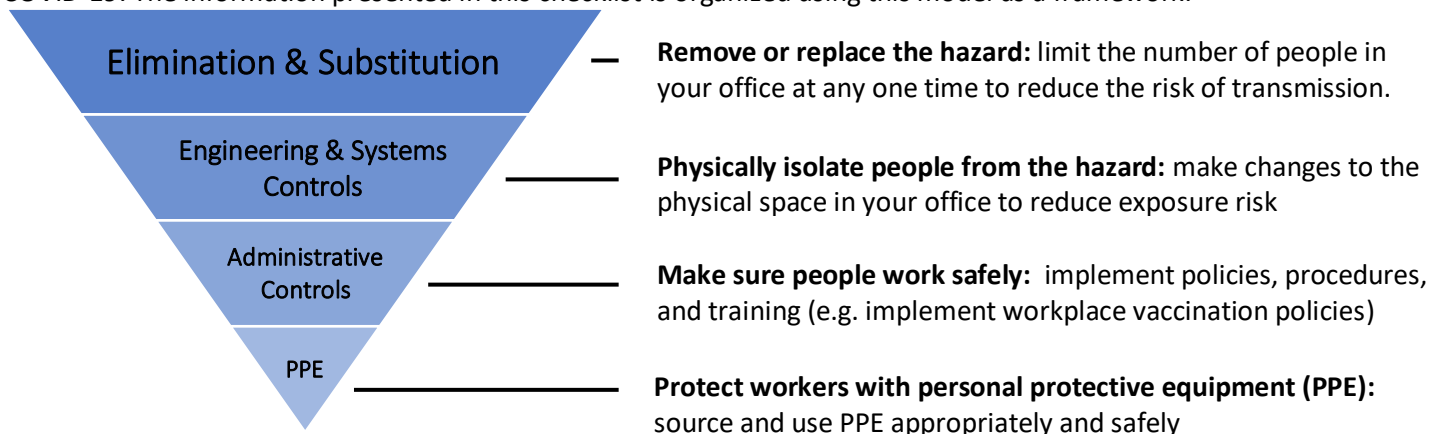 Elimination & Substitution
Remove or replace the hazard: limit the number of people in
your office at any one time to reduce the risk of transmission.
Engineering & Systems
Controls
Physically isolate people from the hazard: make changes to the
physical space in your office to reduce exposure risk
Administrative
Controls
Make sure people work safely: implement policies, procedures,
and training (e.g. implement workplace vaccination policies)
PPE
Protect workers with personal protective equipment (PPE):
source and use PPE appropriately and safely